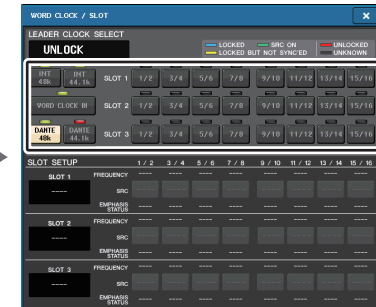 WORD CLOCK / SLOT
LEADER CLOCK SELECT
UNLOCK
LOCKED SRC ON UNLOCKED
LOCKED BUT NOT SYNC'ED UNKNOWN
INT 48k INT 44.1k SLOT 1 1/2 3/4 5/6 7/8 9/10 11/12 13/14 15/16
WORD CLOCK IN SLOT 2 1/2 3/4 5/6 7/8 9/10 11/12 13/14 15/16
DANTE 48k DANTE 44.1k SLOT 3 1/2 3/4 5/6 7/8 9/10 11/12 13/14 15/16
SLOT SETUP 1 / 2 3 / 4 5 / 6 7 / 8 9 / 10 11 / 12 13 / 14 15 / 16
SLOT 1 FREQUENCY ---- ---- ---- ---- ---- ---- ---- ----
---- SRC
EMPHASIS STATUS ---- ---- ---- ---- ---- ---- ---- ----
SLOT 2 FREQUENCY ---- ---- ---- ---- ---- ---- ---- ----
---- SRC
EMPHASIS STATUS ---- ---- ---- ---- ---- ---- ---- ----
SLOT 3 FREQUENCY ---- ---- ---- ---- ---- ---- ---- ----
---- SRC
EMPHASIS STATUS ---- ---- ---- ---- ---- ---- ---- ----